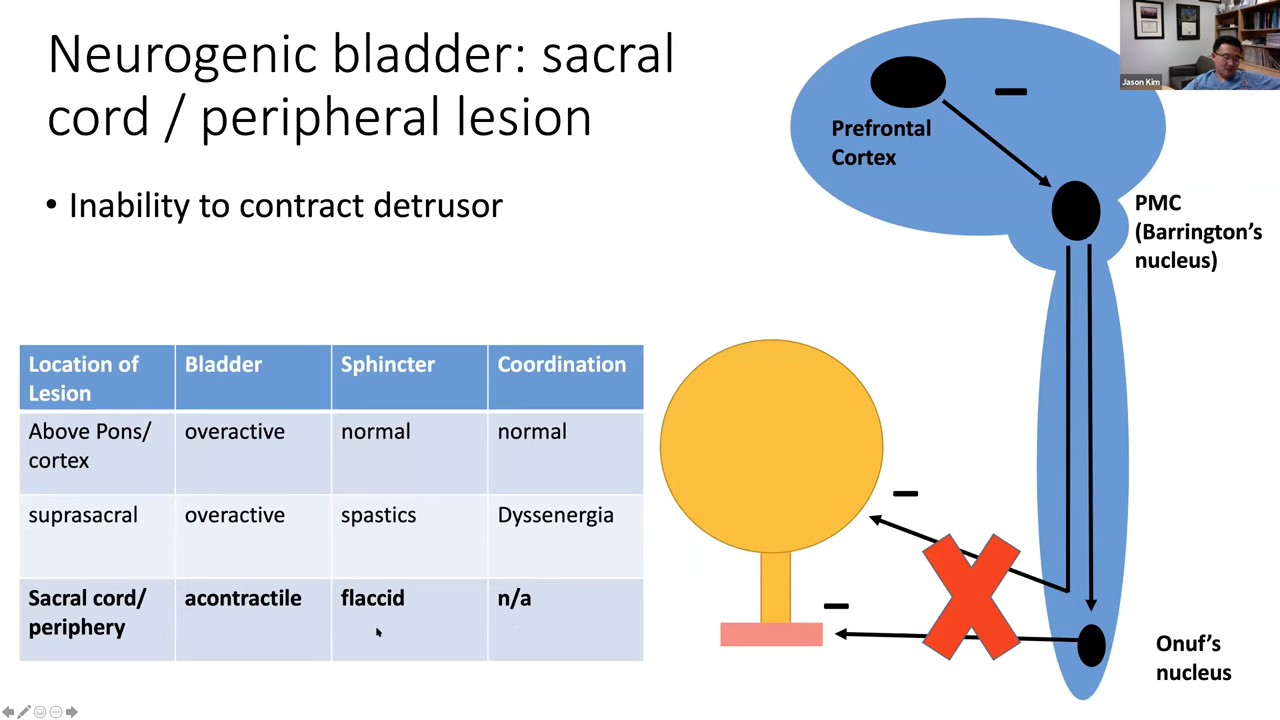 Neurogenic bladder: sacral
cord / peripheral lesion
• Inability to contract detrusor
Location of
Lesion
Bladder
Sphincter
Coordination
Above Pons/
cortex
overactive
normal
normal
suprasacral
overactive
spastics
Dyssenergia
Sacral cord/
periphery
acontractile
flaccid
n/a
Prefrontal
Cortex
PMC
(Barrington's
nucleus)
Onuf's
nucleus
Jason Kim